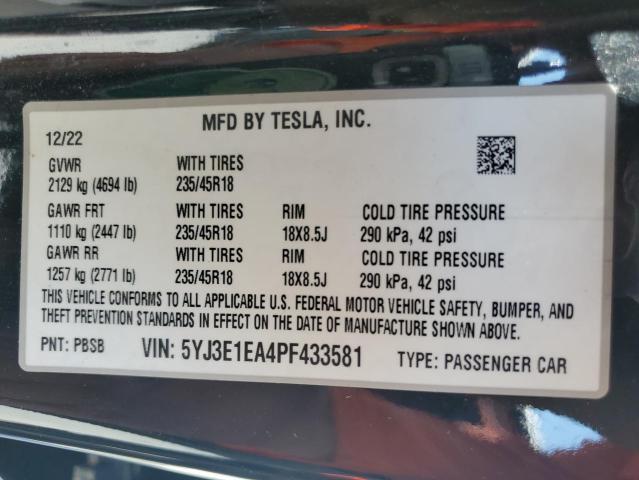 MFD BY TESLA, INC.
12/22
GVWR WITH TIRES
2129 kg (4694 lb) 235/45R18
GAWR FRT WITH TIRES RIM COLD TIRE PRESSURE
1110 kg (2447 lb) 235/45R18 18X8.5J 290 kPa, 42 psi
GAWR RR WITH TIRES RIM COLD TIRE PRESSURE
1257 kg (2771 lb) 235/45R18 18X8.5J 290 kPa, 42 psi
THIS VEHICLE CONFORMS TO ALL APPLICABLE U.S. FEDERAL MOTOR VEHICLE SAFETY, BUMPER, AND
THEFT PREVENTION STANDARDS IN EFFECT ON THE DATE OF MANUFACTURE SHOWN ABOVE.
PNT: PBSB VIN: 5YJ3E1EA4PF433581 TYPE: PASSENGER CAR